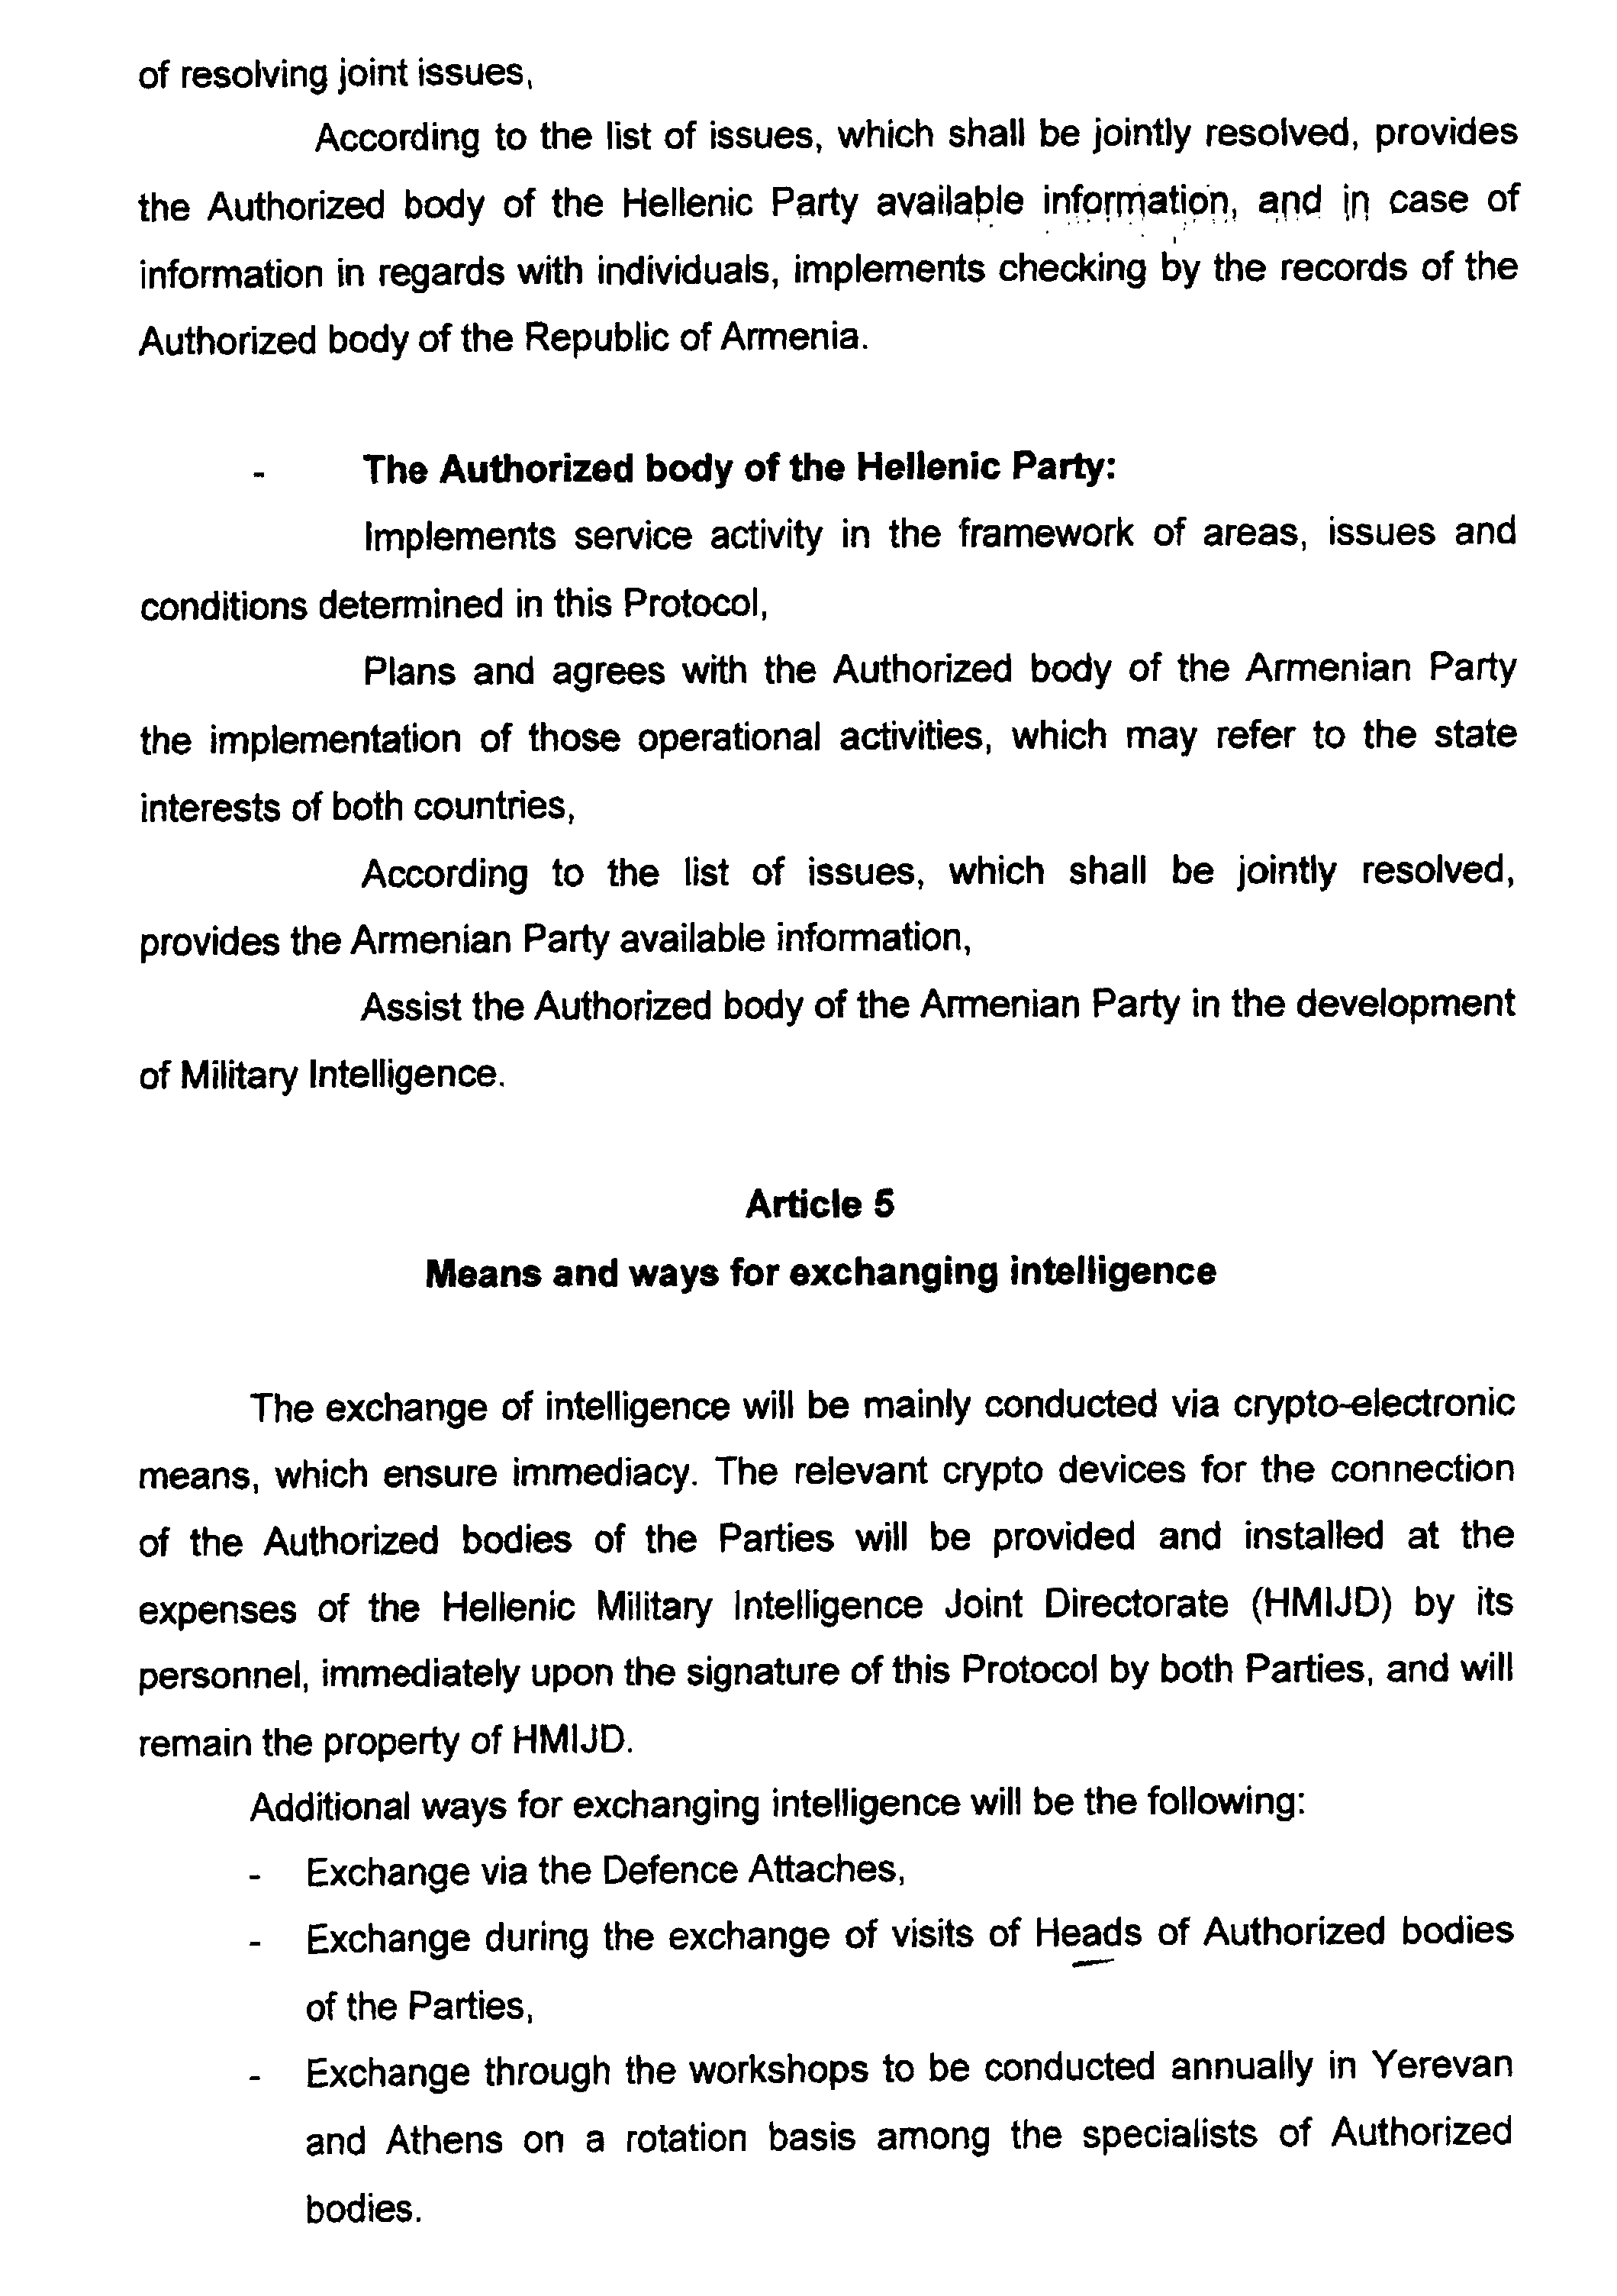 of resolving joint issues,
According to the list of issues, which shall be jointly resolved, provides
the Authorized body of the Hellenic Party available information, and in case of
information in regards with individuals, implements checking by the records of the
Authorized body of the Republic of Armenia.
- The Authorized body of the Hellenic Party:
Implements service activity in the framework of areas, issues and
conditions determined in this Protocol,
Plans and agrees with the Authorized body of the Armenian Party
the implementation of those operational activities, which may refer to the state
interests of both countries,
According to the list of issues, which shall be jointly resolved,
provides the Armenian Party available information,
Assist the Authorized body of the Armenian Party in the development
of Military Intelligence.
Article 5
Means and ways for exchanging intelligence
The exchange of intelligence will be mainly conducted via crypto-electronic
means, which ensure immediacy. The relevant crypto devices for the connection
of the Authorized bodies of the Parties will be provided and installed at the
expenses of the Hellenic Military Intelligence Joint Directorate (HMIJD) by its
personnel, immediately upon the signature of this Protocol by both Parties, and will
remain the property of HMIJD.
Additional ways for exchanging intelligence will be the following:
- Exchange via the Defence Attaches,
- Exchange during the exchange of visits of Heads of Authorized bodies
of the Parties,
- Exchange through the workshops to be conducted annually in Yerevan
and Athens on a rotation basis among the specialists of Authorized
bodies.